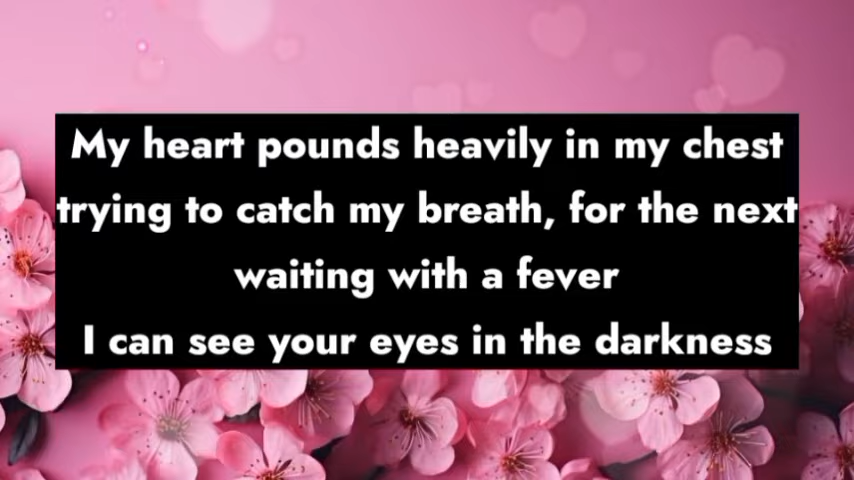 My heart pounds heavily in my chest
trying to catch my breath, for the next
waiting with a fever
I can see your eyes in the darkness